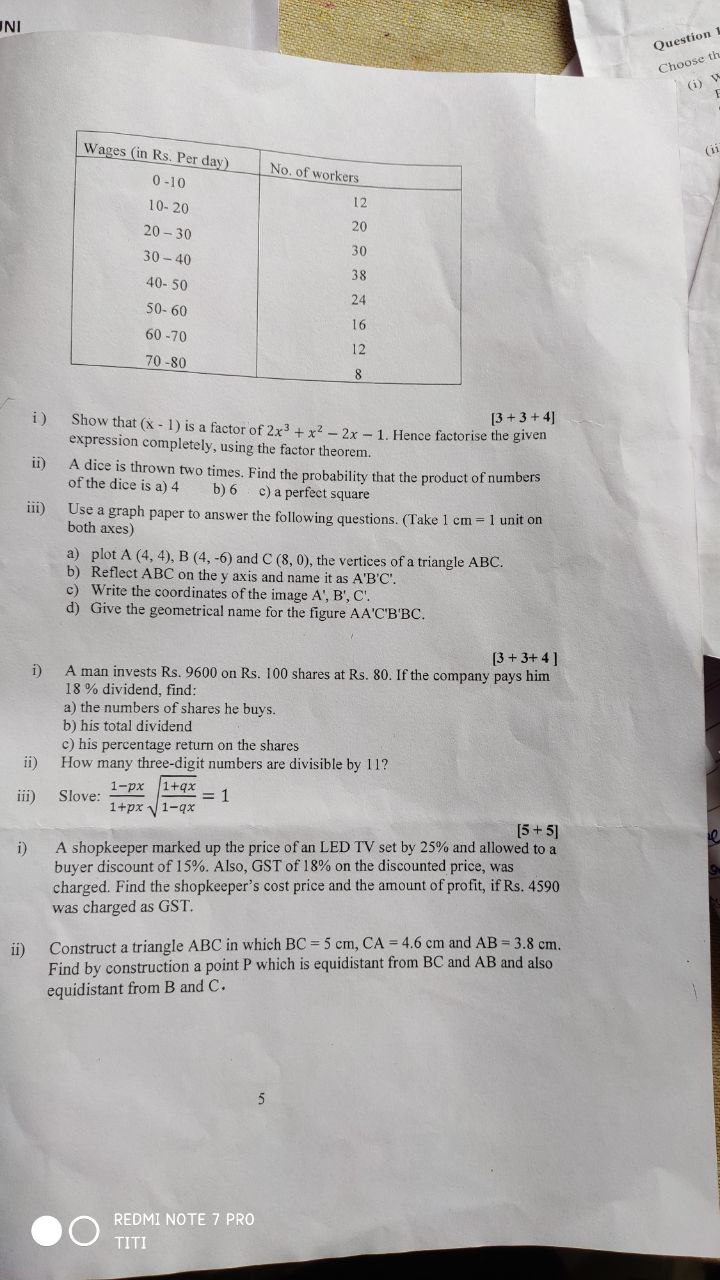 UNI
Question 1
Choose th
(i) W
(ii
Wages (in Rs. Per day) No. of workers
0 -10 12
10- 20 20
20 – 30 30
30 – 40 38
40- 50 24
50- 60 16
60 -70 12
70 -80 8
[3 + 3 + 4]
i) Show that (x - 1) is a factor of 2x³ + x² − 2x − 1. Hence factorise the given
expression completely, using the factor theorem.
ii) A dice is thrown two times. Find the probability that the product of numbers
of the dice is a) 4 b) 6 c) a perfect square
iii) Use a graph paper to answer the following questions. (Take 1 cm = 1 unit on
both axes)
a) plot A (4, 4), B (4, -6) and C (8, 0), the vertices of a triangle ABC.
b) Reflect ABC on the y axis and name it as A'B'C'.
c) Write the coordinates of the image A', B', C'.
d) Give the geometrical name for the figure AA'C'B'BC.
[3 + 3+ 4 ]
i) A man invests Rs. 9600 on Rs. 100 shares at Rs. 80. If the company pays him
18 % dividend, find:
a) the numbers of shares he buys.
b) his total dividend
c) his percentage return on the shares
ii) How many three-digit numbers are divisible by 11?
iii) Slove: (1−px)/(1+px) √((1+qx)/(1−qx)) = 1
[5 + 5]
i) A shopkeeper marked up the price of an LED TV set by 25% and allowed to a
buyer discount of 15%. Also, GST of 18% on the discounted price, was
charged. Find the shopkeeper's cost price and the amount of profit, if Rs. 4590
was charged as GST.
ii) Construct a triangle ABC in which BC = 5 cm, CA = 4.6 cm and AB = 3.8 cm.
Find by construction a point P which is equidistant from BC and AB and also
equidistant from B and C.
5
REDMI NOTE 7 PRO
TITI